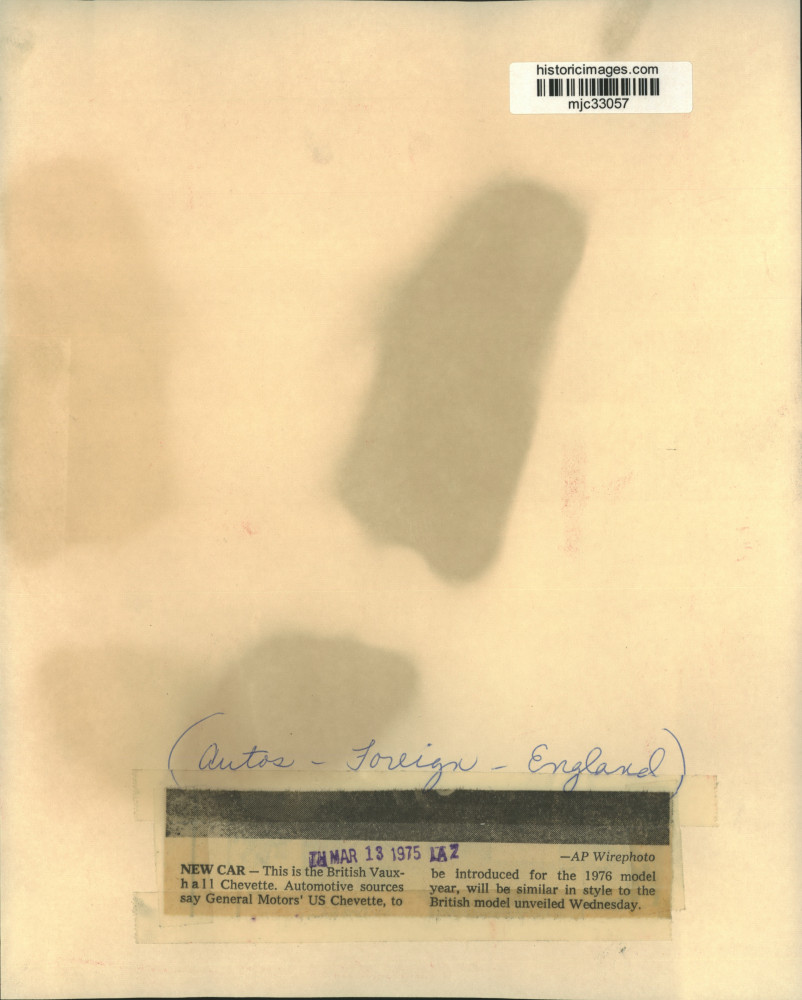 historicimages.com
mjc33057
(Autos - Foreign - England)
TH MAR 13 1975 LAZ
—AP Wirephoto
NEW CAR — This is the British Vaux-
hall Chevette. Automotive sources
say General Motors' US Chevette, to
be introduced for the 1976 model
year, will be similar in style to the
British model unveiled Wednesday.